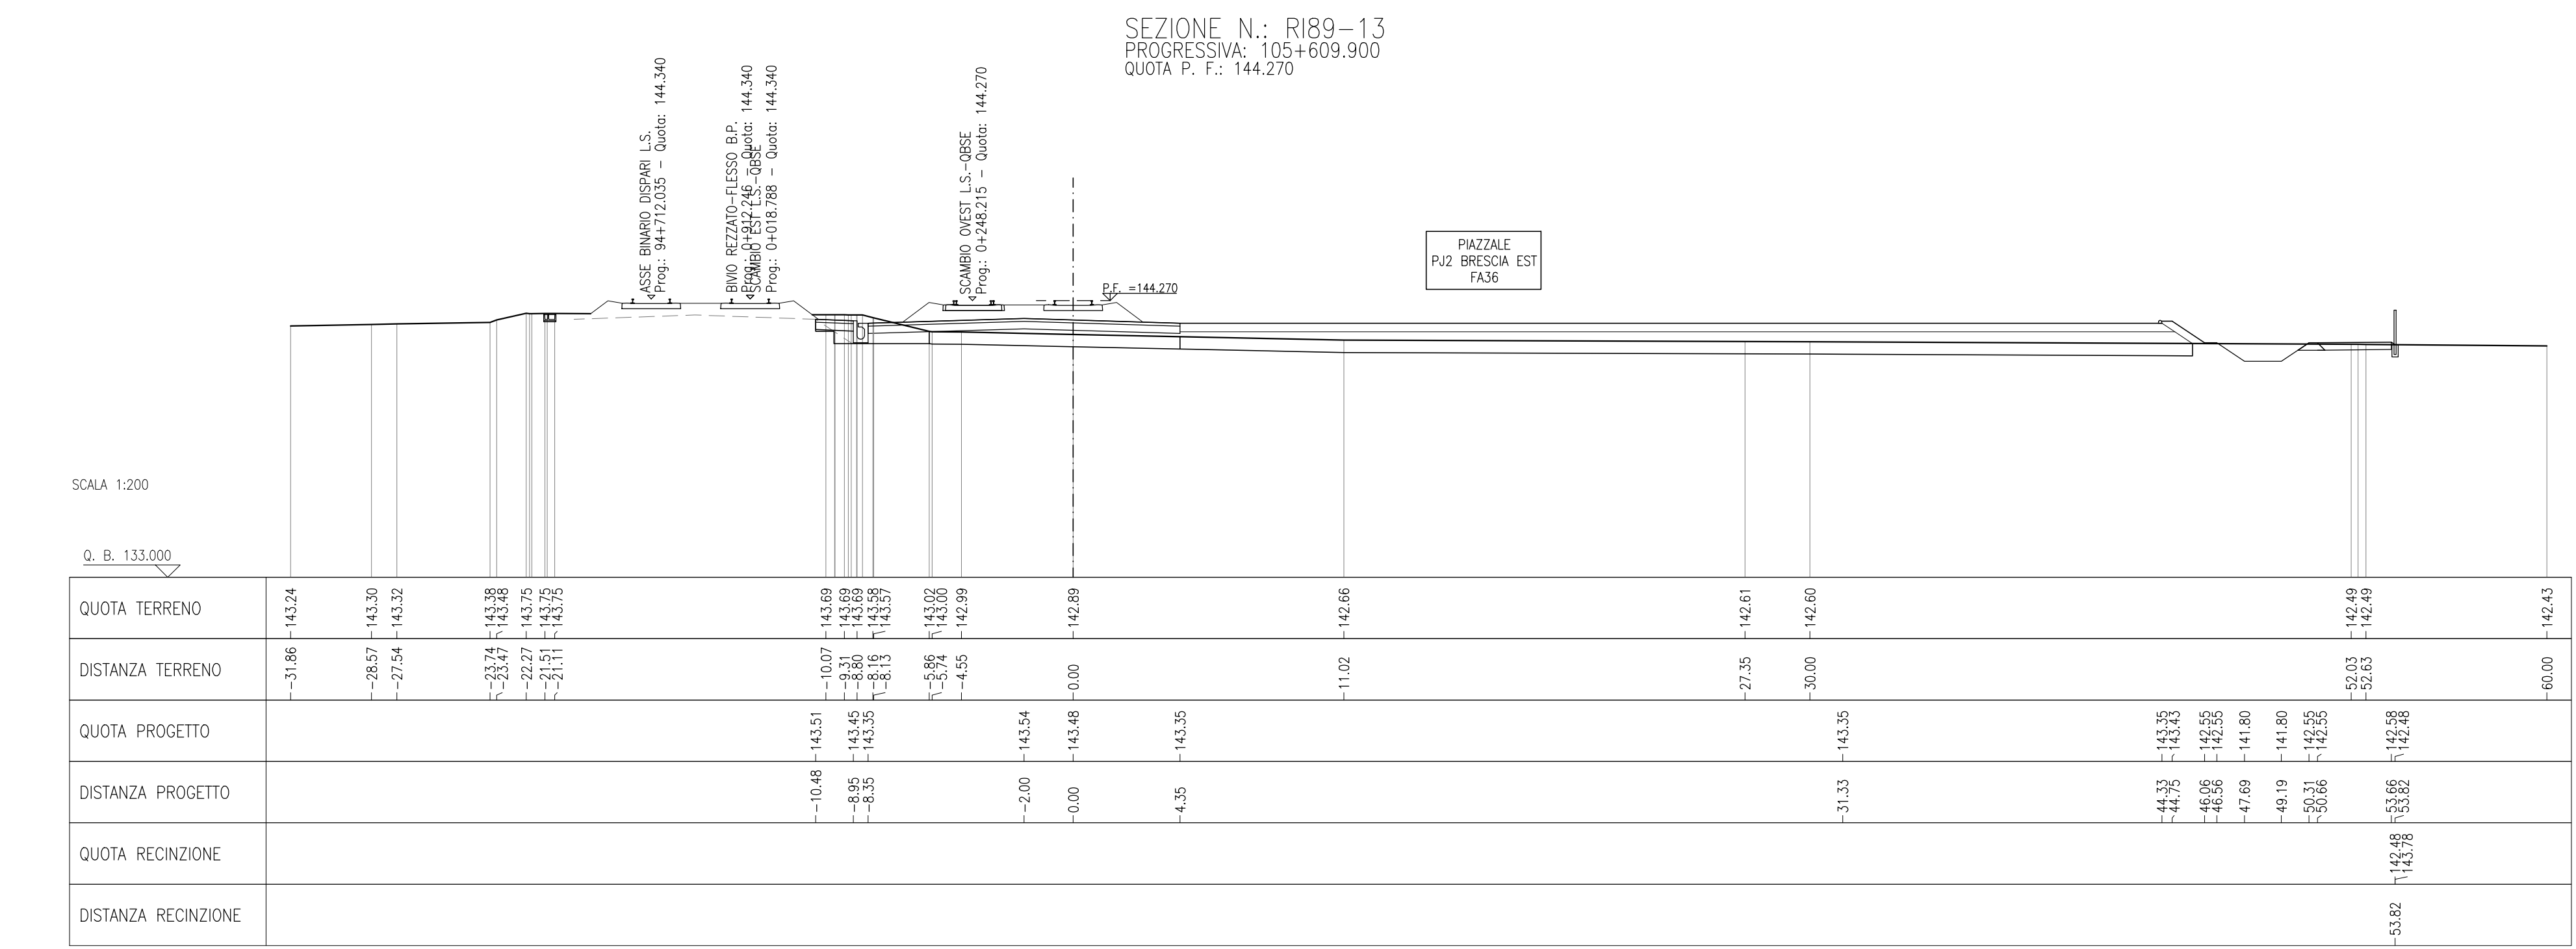 SEZIONE N.: RI89-13
PROGRESSIVA: 105+609.900
QUOTA P. F.: 144.270
ASSE BINARIO DISPARI L.S.
Prog.: 94+712.035 - Quota: 144.340
BIVIO REZZATO-FLESSO B.P.
Prog.: 0+912.246 - Quota: 144.340
SCAMBIO EST L.S.-QBSE
Prog.: 0+018.788 - Quota: 144.340
SCAMBIO OVEST L.S.-QBSE
Prog.: 0+248.215 - Quota: 144.270
P.F. =144.270
PIAZZALE
PJ2 BRESCIA EST
FA36
SCALA 1:200
Q. B. 133.000
QUOTA TERRENO 143.24 143.30 143.32 143.38 143.48 143.75 143.75 143.75 143.69 143.69 143.69 143.58 143.57 143.02 143.00 142.99 142.89 142.66 142.61 142.60 142.49 142.49 142.43
DISTANZA TERRENO -31.86 -28.57 -27.54 -23.74 -23.47 -22.27 -21.51 -21.11 -10.07 -9.31 -8.80 -8.16 -8.13 -5.86 -5.74 -4.55 0.00 11.02 27.35 30.00 52.03 52.63 60.00
QUOTA PROGETTO 143.51 143.45 143.35 143.54 143.48 143.35 143.35 143.35 143.43 142.55 142.55 141.80 141.80 142.55 142.55 142.58 142.48
DISTANZA PROGETTO -10.48 -8.95 -8.35 -2.00 0.00 4.35 31.33 44.33 44.75 46.06 46.56 47.69 49.19 50.31 50.66 53.66 53.82
QUOTA RECINZIONE 142.48 143.78
DISTANZA RECINZIONE 53.82